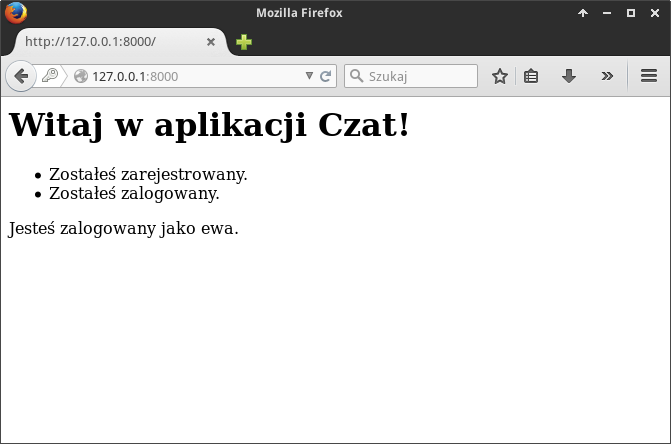 Mozilla Firefox
http://127.0.0.1:8000/
127.0.0.1:8000
Szukaj
Witaj w aplikacji Czat!
Zostałeś zarejestrowany.
Zostałeś zalogowany.
Jesteś zalogowany jako ewa.